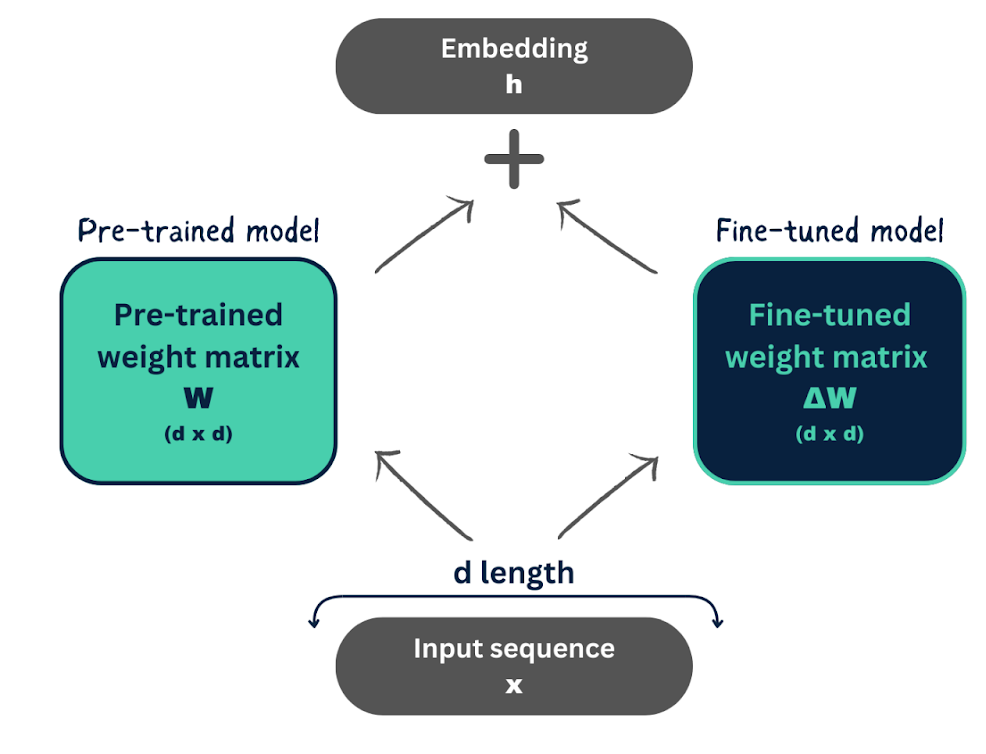 Embedding
h
+
Pre-trained model
Fine-tuned model
Pre-trained
weight matrix
W
(d x d)
Fine-tuned
weight matrix
ΔW
(d x d)
d length
Input sequence
x